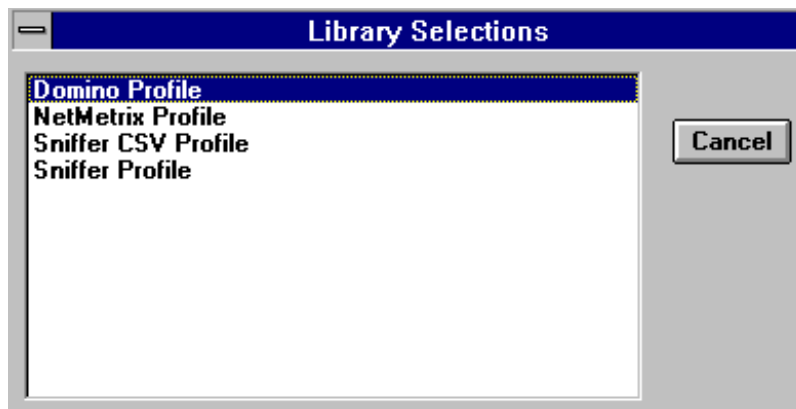 Library Selections
Domino Profile
NetMetrix Profile
Sniffer CSV Profile
Sniffer Profile
Cancel